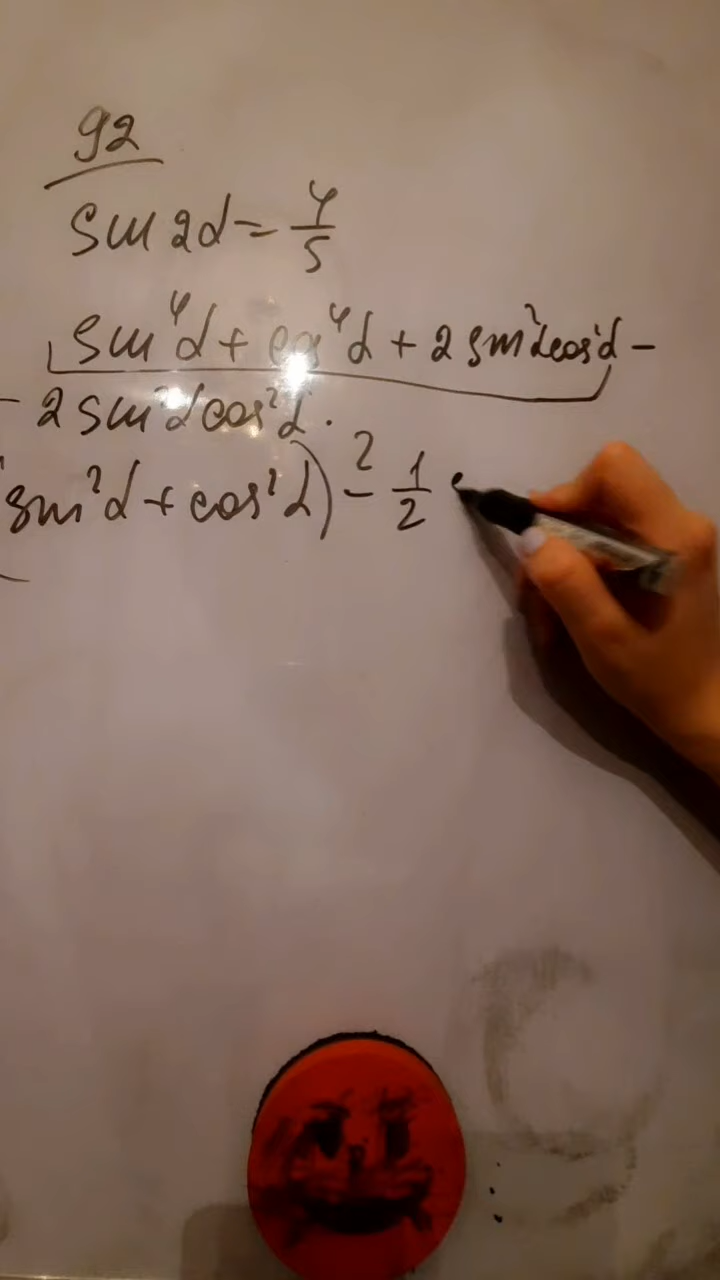 92
sin 2α = 4/5
sin⁴α + cos⁴α + 2 sin²α cos²α −
− 2 sin²α cos²α .
(sin²α + cos²α)² − 1/2 ·